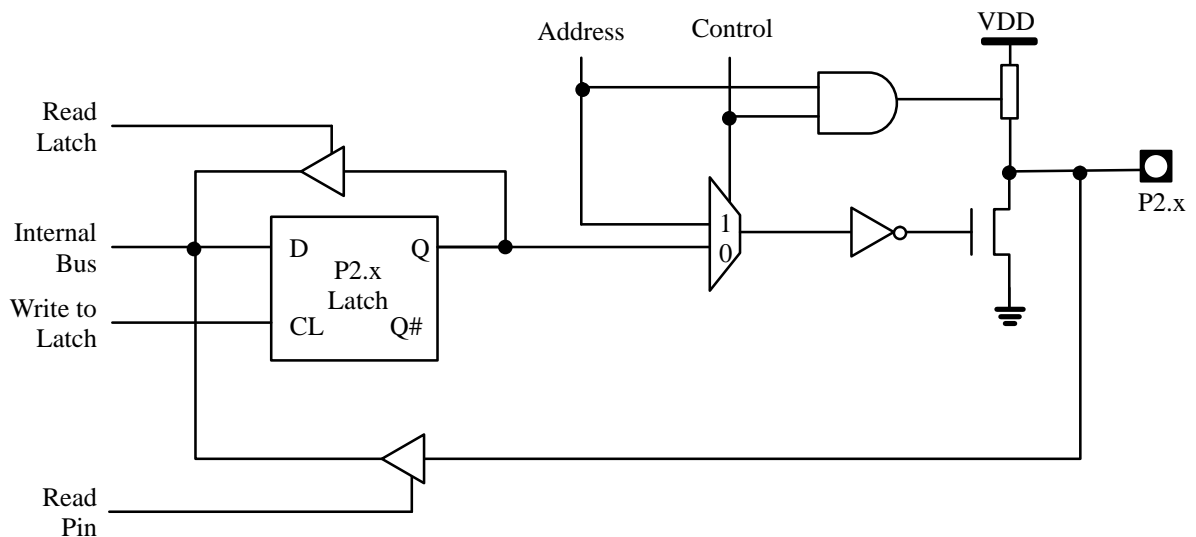 VDD
Address
Control
Read
Latch
P2.x
Internal
Bus
D
Q
P2.x
Latch
1
0
Write to
Latch
CL
Q#
Read
Pin